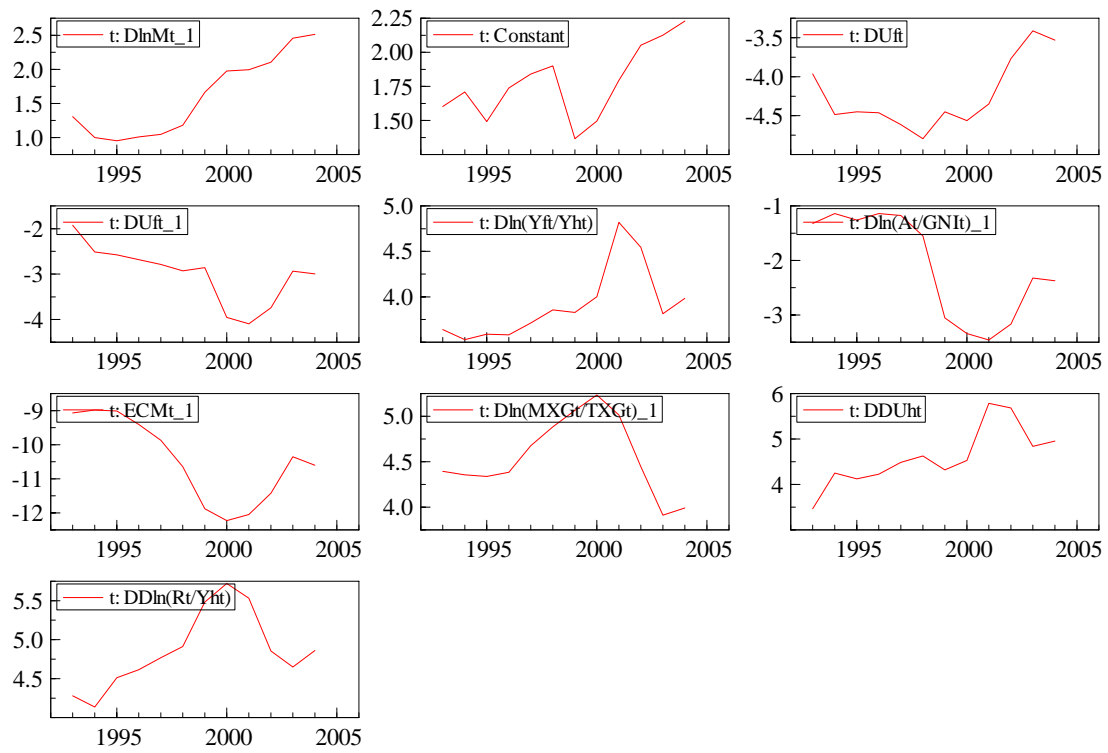 2.5 t: DlnMt_1
2.0
1.5
1.0
1995 2000 2005
2.25 t: Constant
2.00
1.75
1.50
1995 2000 2005
t: DUft
-3.5
-4.0
-4.5
1995 2000 2005
t: DUft_1
-2
-3
-4
1995 2000 2005
5.0 t: Dln(Yft/Yht)
4.5
4.0
1995 2000 2005
-1 t: Dln(At/GNIt)_1
-2
-3
1995 2000 2005
-9 t: ECMt_1
-10
-11
-12
1995 2000 2005
t: Dln(MXGt/TXGt)_1
5.0
4.5
4.0
1995 2000 2005
6 t: DDUht
5
4
1995 2000 2005
t: DDln(Rt/Yht)
5.5
5.0
4.5
1995 2000 2005